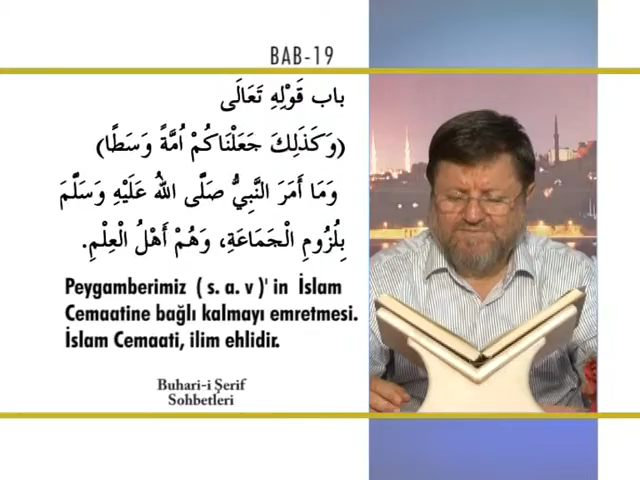 BAB-19
باب قَوْلِهِ تَعَالَى
(وَكَذَلِكَ جَعَلْنَاكُمْ اُمَّةً وَسَطًا)
وَمَا أَمَرَ النَّبِيُّ صَلَّى اللهُ عَلَيْهِ وَسَلَّمَ
بِلُزُومِ الْجَمَاعَةِ، وَهُمْ أَهْلُ الْعِلْمِ.
Peygamberimiz ( s. a. v )' in İslam
Cemaatine bağlı kalmayı emretmesi.
İslam Cemaati, ilim ehlidir.
Buhari-i Şerif
Sohbetleri